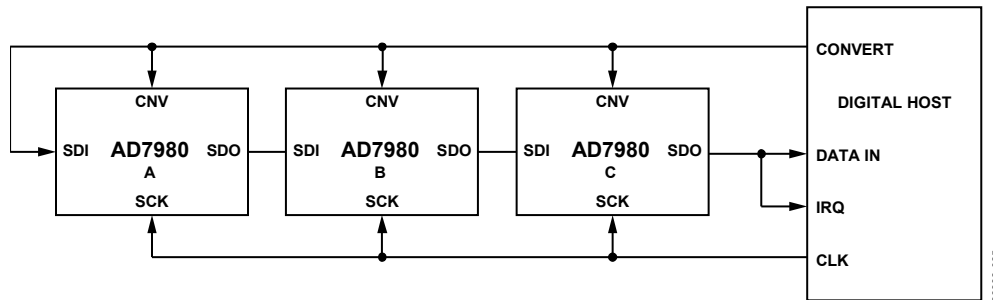 CONVERT
CNV CNV CNV
DIGITAL HOST
SDI AD7980 SDO SDI AD7980 SDO SDI AD7980 SDO DATA IN
A B C
SCK SCK SCK IRQ
CLK